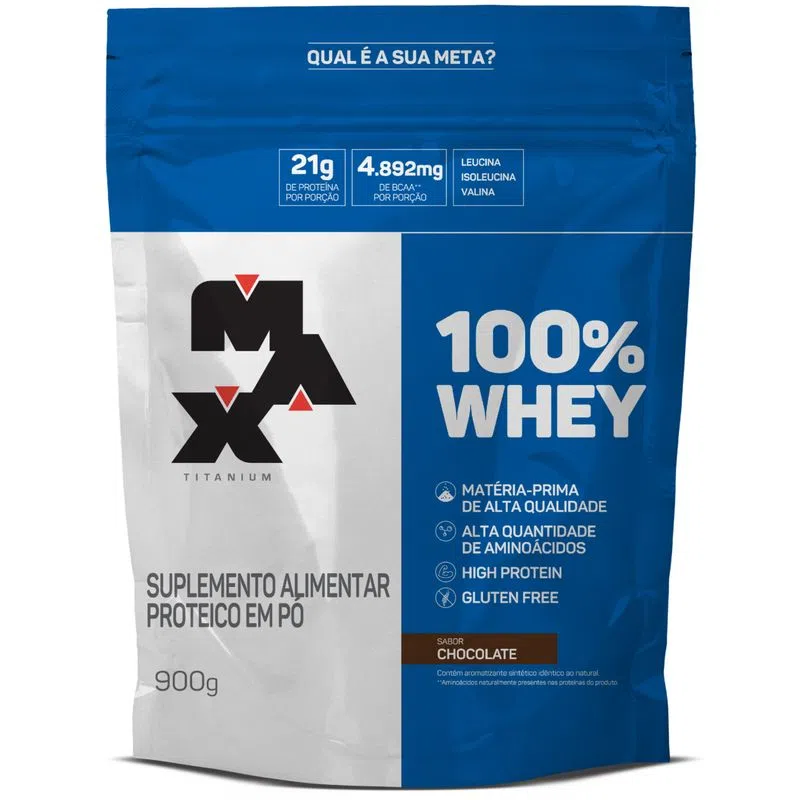 QUAL É A SUA META?
21g
DE PROTEÍNA
POR PORÇÃO
4.892mg
DE BCAA**
POR PORÇÃO
LEUCINA
ISOLEUCINA
VALINA
MAX
TITANIUM
100%
WHEY
MATÉRIA-PRIMA
DE ALTA QUALIDADE
ALTA QUANTIDADE
DE AMINOÁCIDOS
HIGH PROTEIN
GLUTEN FREE
SUPLEMENTO ALIMENTAR
PROTEICO EM PÓ
900g
SABOR
CHOCOLATE
Contém aromatizante sintético idêntico ao natural.
**Aminoácidos naturalmente presentes nas proteínas do produto.